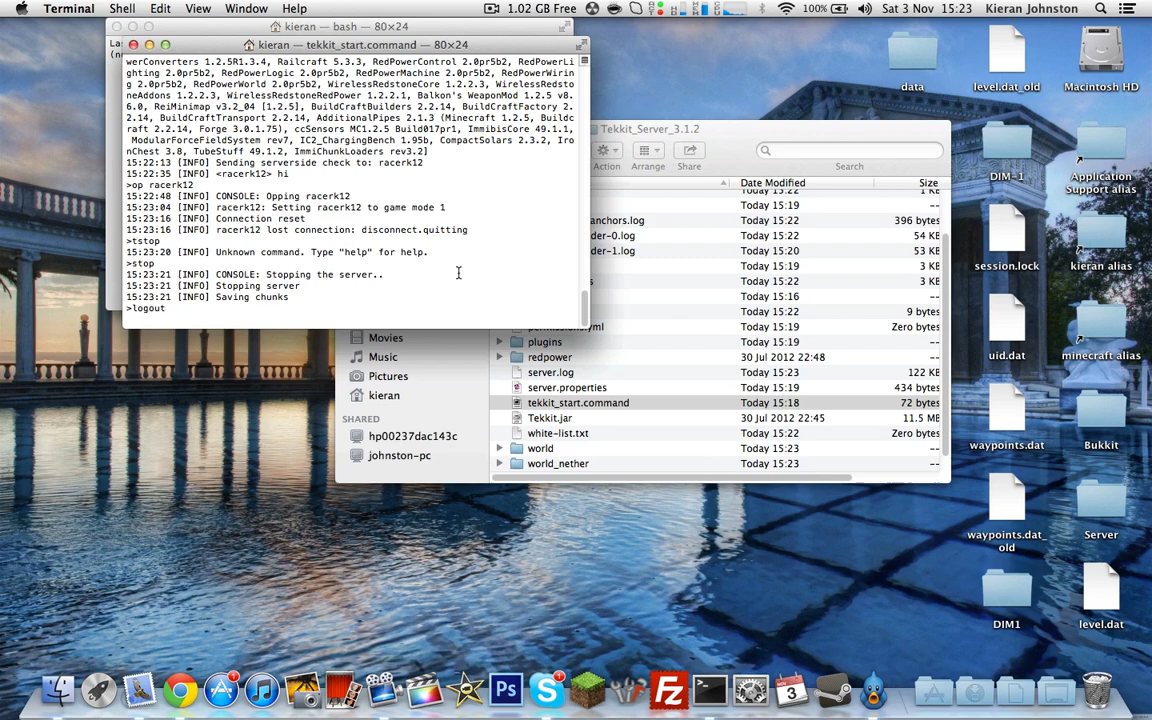 Terminal Shell Edit View Window Help 1.02 GB Free 100% Sat 3 Nov 15:23 Kieran Johnston
kieran — bash — 80×24
kieran — tekkit_start.command — 80×24
Las
(no
werConverters 1.2.5R1.3.4, Railcraft 5.3.3, RedPowerControl 2.0pr5b2, RedPowerLi
ghting 2.0pr5b2, RedPowerLogic 2.0pr5b2, RedPowerMachine 2.0pr5b2, RedPowerWirin
g 2.0pr5b2, RedPowerWorld 2.0pr5b2, WirelessRedstoneCore 1.2.2.3, WirelessRedsto
neAddons 1.2.2.3, WirelessRedstonePower 1.2.2.1, Balkon's WeaponMod 1.2.5 v8.
6.0, ReiMinimap v3.2_04 [1.2.5], BuildCraftBuilders 2.2.14, BuildCraftFactory 2.
2.14, BuildCraftTransport 2.2.14, AdditionalPipes 2.1.3 (Minecraft 1.2.5, Buildc
raft 2.2.14, Forge 3.0.1.75), ccSensors MC1.2.5 Build017pr1, ImmibisCore 49.1.1,
ModularForceFieldSystem rev7, IC2_ChargingBench 1.95b, CompactSolars 2.3.2, Iro
nChest 3.8, TubeStuff 49.1.2, ImmiChunkLoaders rev3.2]
15:22:13 [INFO] Sending serverside check to: racerk12
15:22:35 [INFO] <racerk12> hi
>op racerk12
15:22:48 [INFO] CONSOLE: Opping racerk12
15:23:04 [INFO] racerk12: Setting racerk12 to game mode 1
15:23:16 [INFO] Connection reset
15:23:16 [INFO] racerk12 lost connection: disconnect.quitting
>tstop
15:23:20 [INFO] Unknown command. Type "help" for help.
>stop
15:23:21 [INFO] CONSOLE: Stopping the server..
15:23:21 [INFO] Stopping server
15:23:21 [INFO] Saving chunks
>logout
Tekkit_Server_3.1.2
Action Arrange Share Search
Search
Date Modified Size
Today 15:22 1 KB
Today 15:19 --
anchors.log Today 15:22 396 bytes
der-0.log Today 15:22 54 KB
der-1.log Today 15:20 53 KB
Today 15:19 3 KB
s Today 15:22 3 KB
Today 15:16 --
Today 15:22 9 bytes
permissions.yml Today 15:19 Zero bytes
plugins Today 15:19 --
redpower 30 Jul 2012 22:48 --
server.log Today 15:23 122 KB
server.properties Today 15:19 434 bytes
tekkit_start.command Today 15:18 72 bytes
Tekkit.jar 30 Jul 2012 22:45 11.5 MB
white-list.txt Today 15:22 Zero bytes
world Today 15:23 --
world_nether Today 15:23 --
Movies
Music
Pictures
kieran
SHARED
hp00237dac143c
johnston-pc
data
level.dat_old
Macintosh HD
DIM-1
Application
Support alias
session.lock
kieran alias
uid.dat
minecraft alias
waypoints.dat
Bukkit
waypoints.dat_
old
Server
DIM1
level.dat
1
Ps
S
1
Fz
3